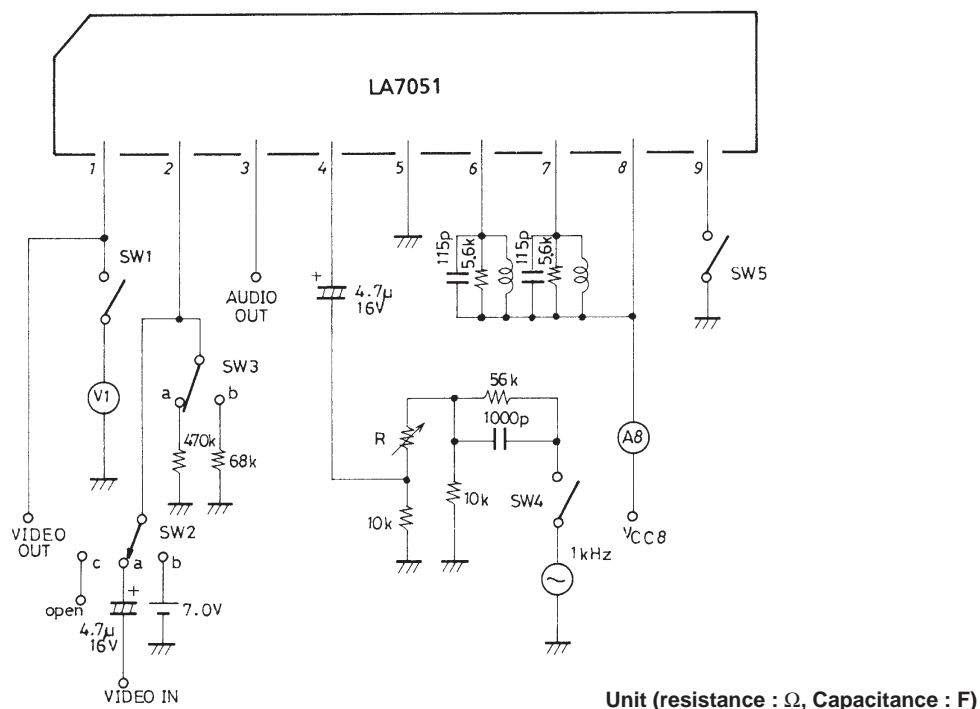 LA7051
1 2 3 4 5 6 7 8 9
SW1
V1
AUDIO
OUT
+
4.7μ
16V
115p
5.6k
115p
5.6k
SW5
SW3
a
b
470k
68k
R
56k
1000p
10k
10k
SW4
1kHz
A8
VCC8
VIDEO
OUT
SW2
c
a
b
open
+
4.7μ
16V
7.0V
VIDEO IN
Unit (resistance : Ω, Capacitance : F)